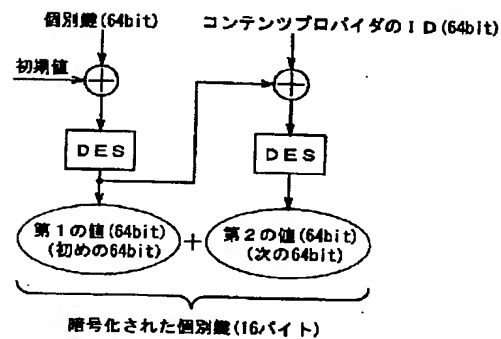 個別鍵(64bit)
コンテンツプロバイダのID(64bit)
初期値
DES
DES
第1の値(64bit)
(初めの64bit)
+
第2の値(64bit)
(次の64bit)
暗号化された個別鍵(16バイト)